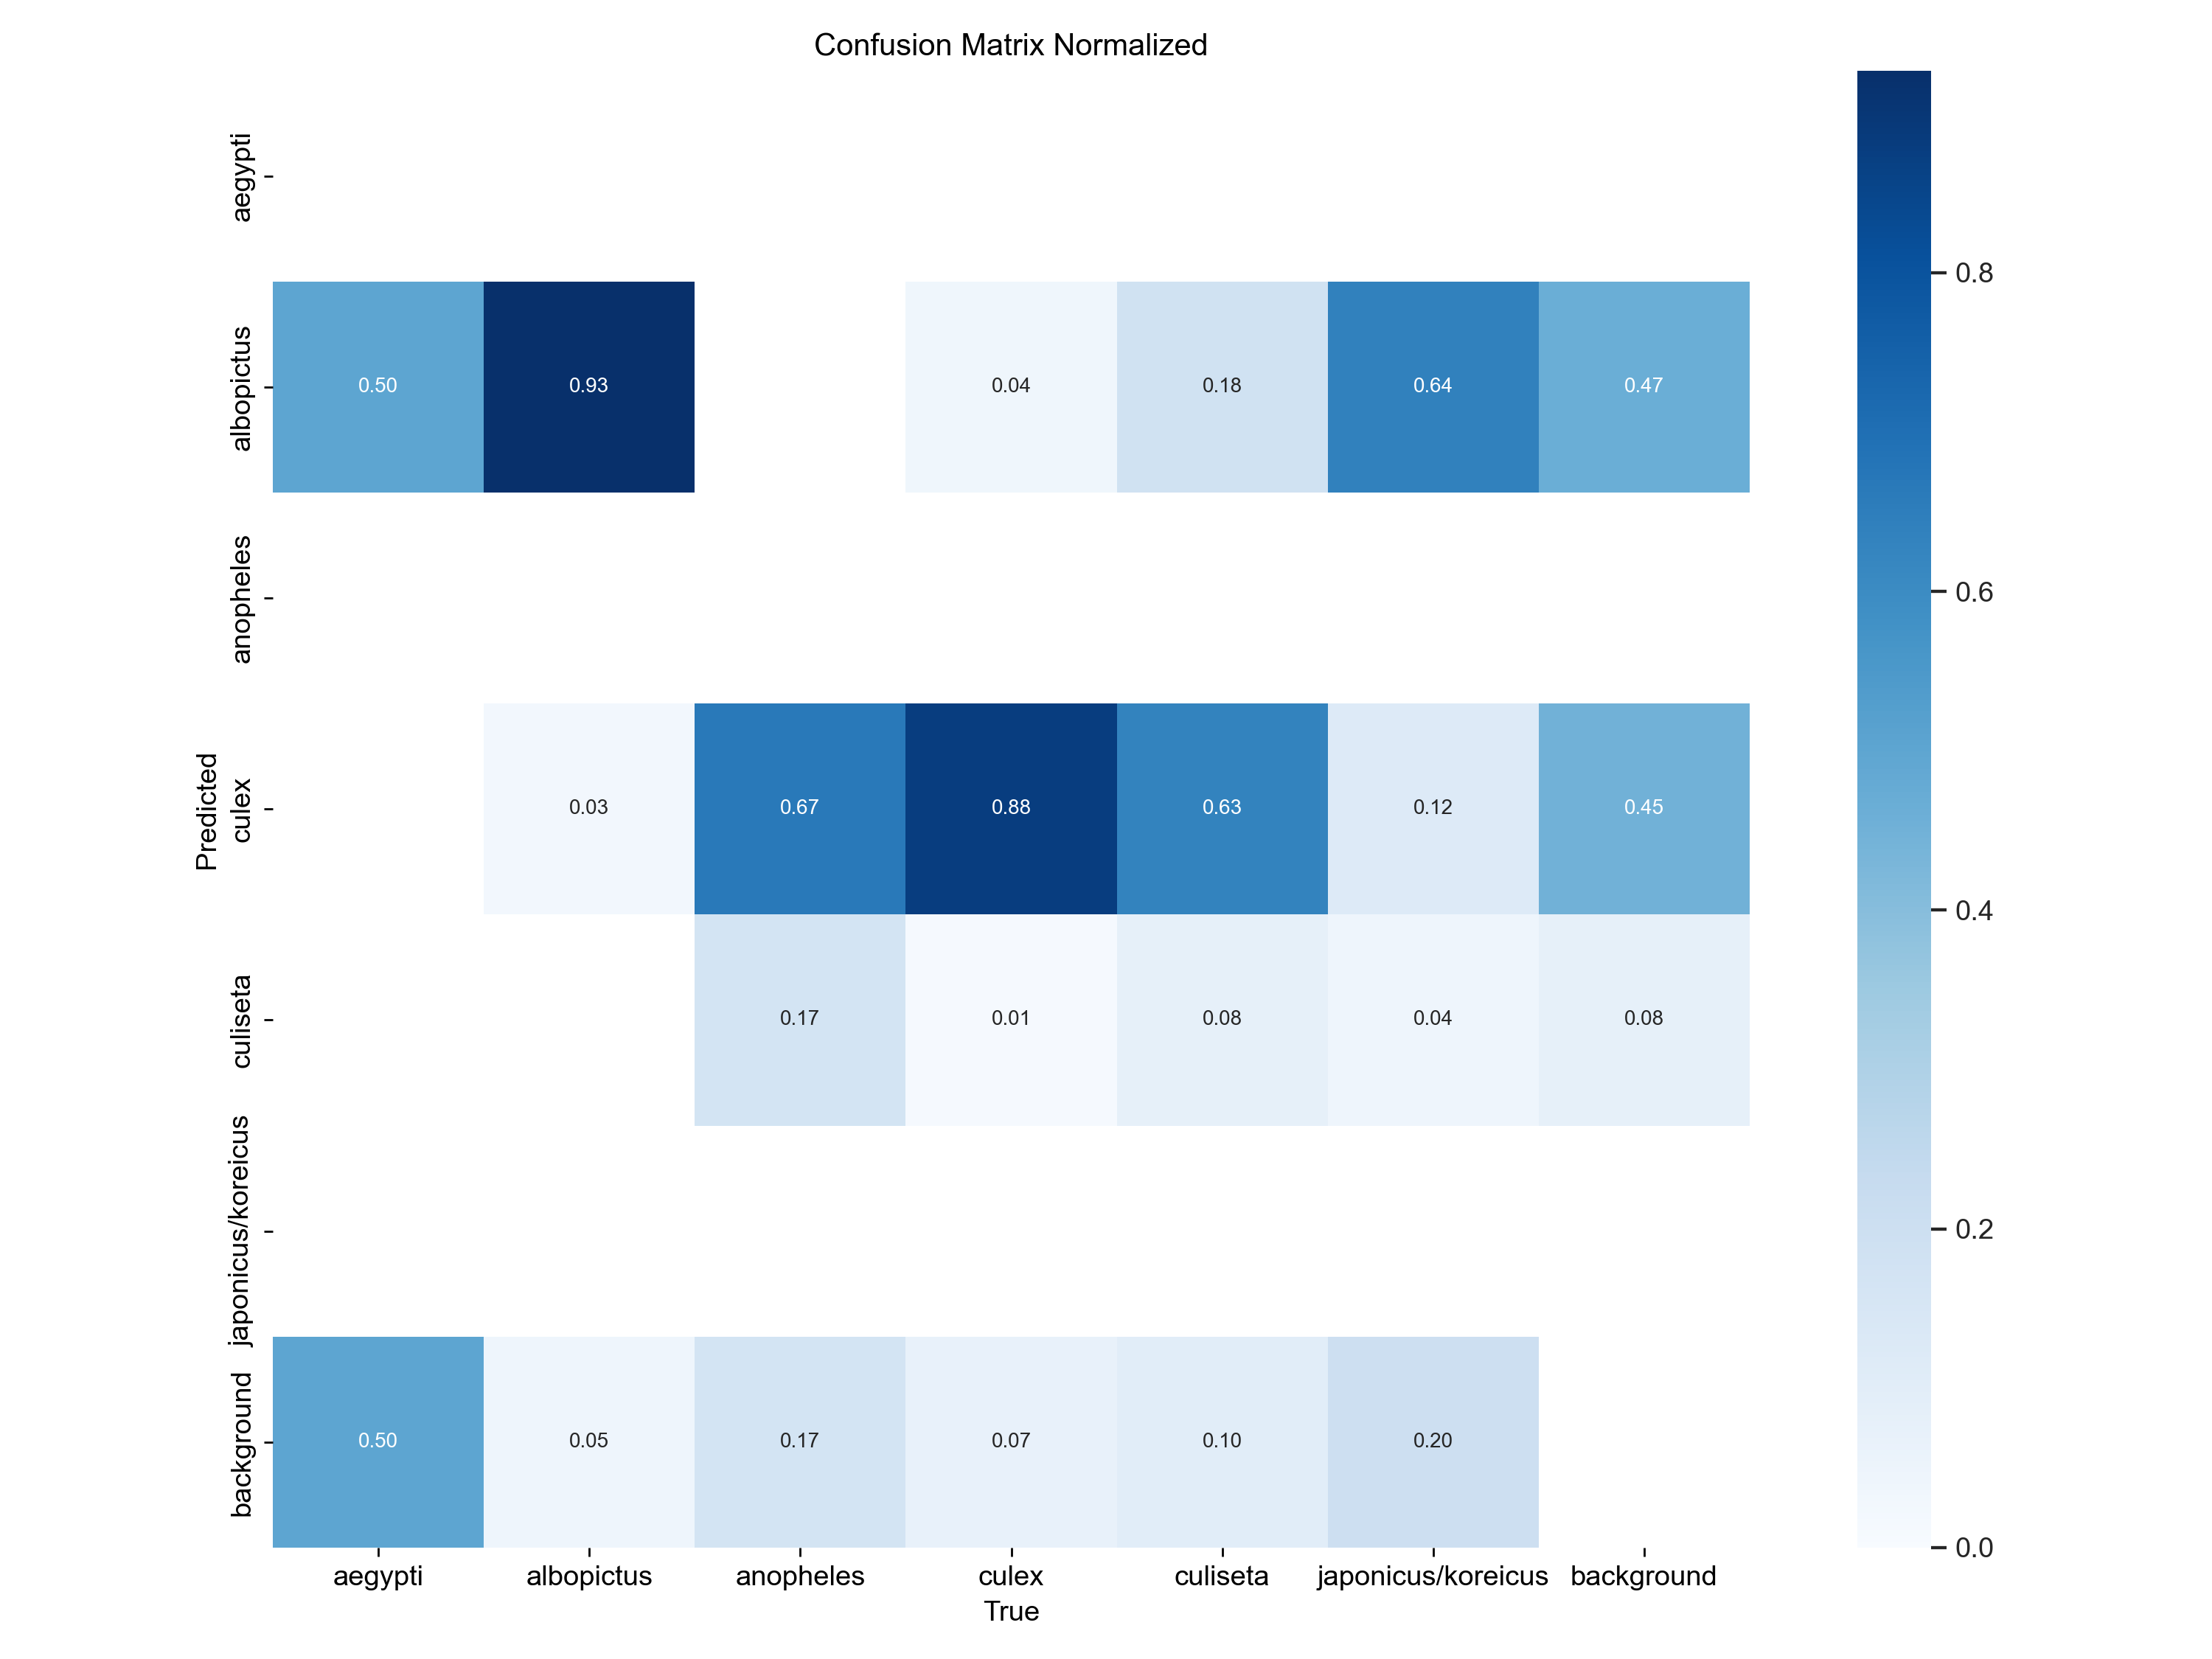 Confusion Matrix Normalized
aegypti
albopictus
0.50 0.93 0.04 0.18 0.64 0.47
anopheles
culex
0.03 0.67 0.88 0.63 0.12 0.45
culiseta
0.17 0.01 0.08 0.04 0.08
japonicus/koreicus
background
0.50 0.05 0.17 0.07 0.10 0.20
Predicted
aegypti albopictus anopheles culex culiseta japonicus/koreicus background
True
0.8
0.6
0.4
0.2
0.0